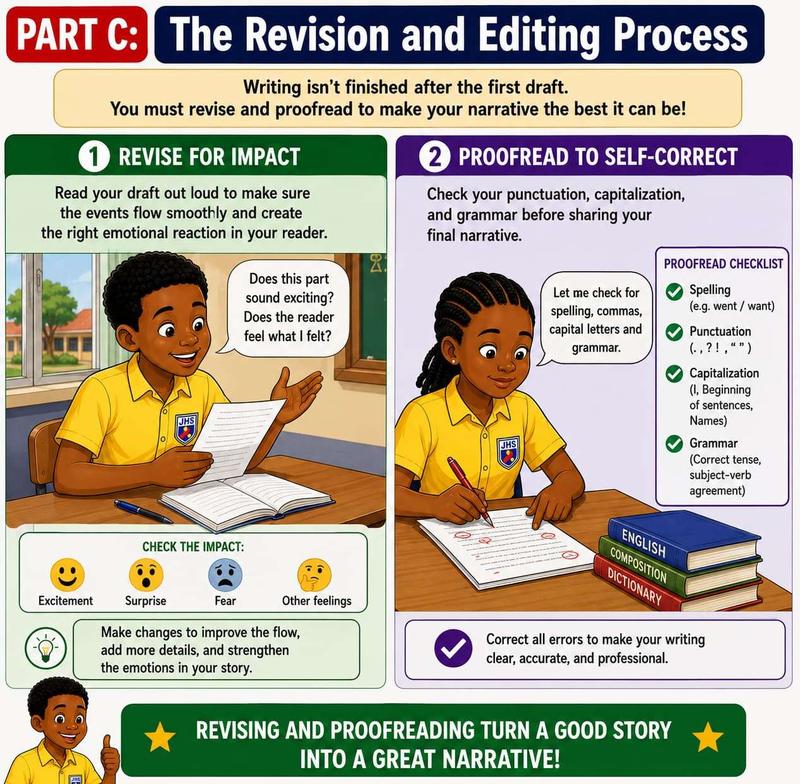 PART C: The Revision and Editing Process
Writing isn't finished after the first draft.
You must revise and proofread to make your narrative the best it can be!
1 REVISE FOR IMPACT
Read your draft out loud to make sure
the events flow smoothly and create
the right emotional reaction in your reader.
Does this part
sound exciting?
Does the reader
feel what I felt?
JHS
CHECK THE IMPACT:
Excitement
Surprise
Fear
Other feelings
Make changes to improve the flow,
add more details, and strengthen
the emotions in your story.
2 PROOFREAD TO SELF-CORRECT
Check your punctuation, capitalization,
and grammar before sharing your
final narrative.
Let me check for
spelling, commas,
capital letters and
grammar.
JHS
PROOFREAD CHECKLIST
Spelling
(e.g. went / want)
Punctuation
(. , ? ! , “ ” )
Capitalization
(I, Beginning
of sentences,
Names)
Grammar
(Correct tense,
subject-verb
agreement)
ENGLISH
COMPOSITION
DICTIONARY
Correct all errors to make your writing
clear, accurate, and professional.
REVISING AND PROOFREADING TURN A GOOD STORY
INTO A GREAT NARRATIVE!